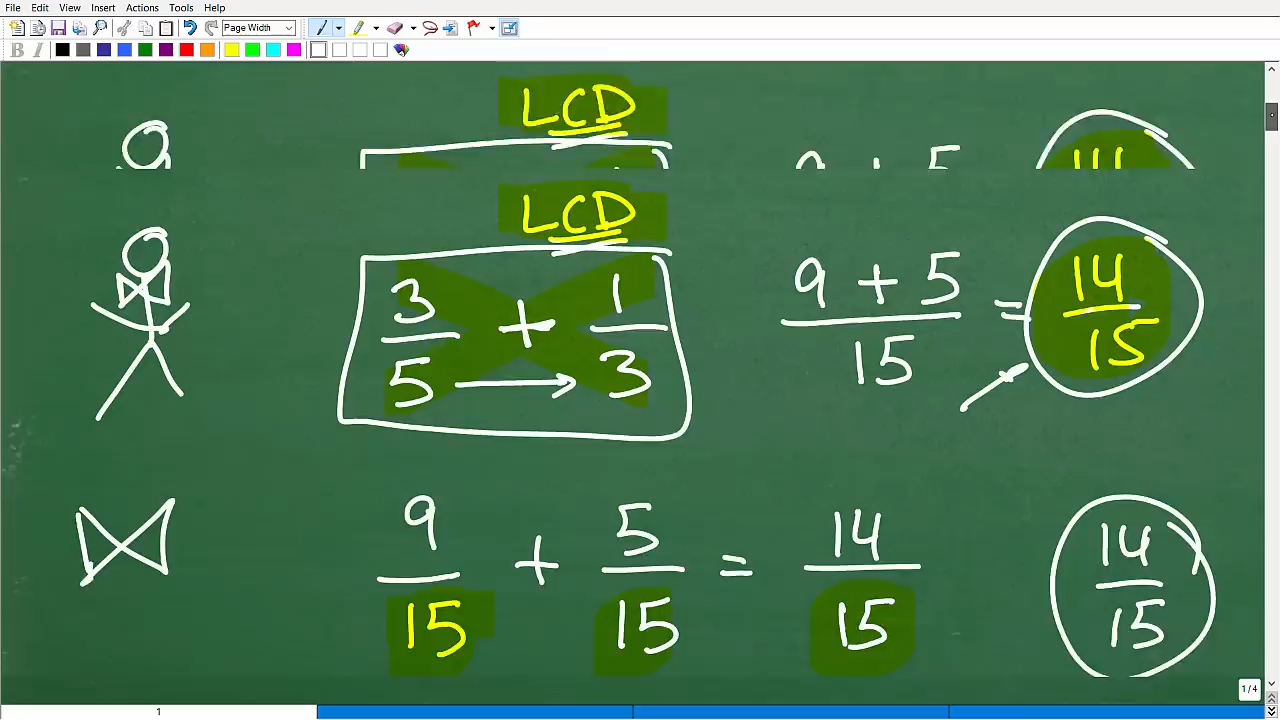 File Edit View Insert Actions Tools Help
Page Width
B I
LCD
LCD
3/5 + 1/3
9 + 5 / 15 = 14/15
9/15 + 5/15 = 14/15
14/15
1/4
1